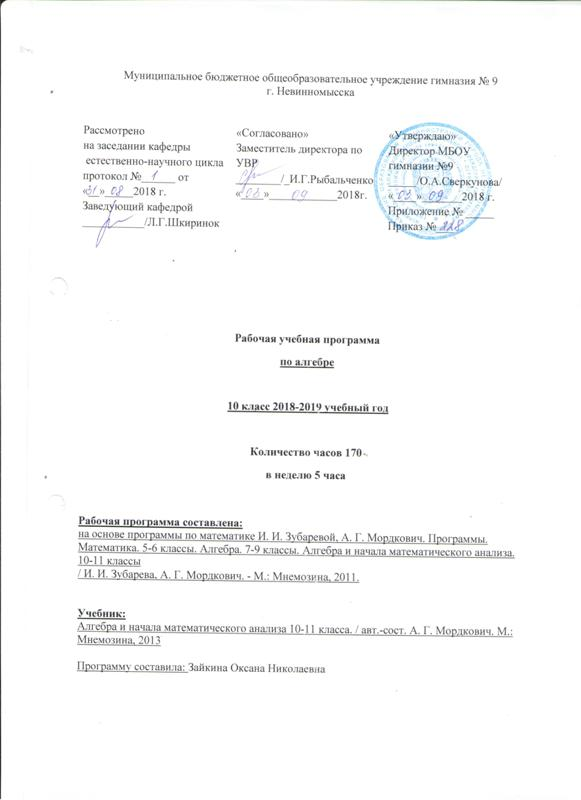 Муниципальное бюджетное общеобразовательное учреждение гимназия № 9
г. Невинномысска
Рассмотрено
на заседании кафедры
естественно-научного цикла
протокол № 1 от
«31» 08 2018 г.
Заведующий кафедрой
/Л.Г.Шкиринок
«Согласовано»
Заместитель директора по
УВР
/_И.Г.Рыбальченко
«03» 09 2018г.
«Утверждаю»
Директор МБОУ
гимназии №9
/О.А.Сверкунова/
«03» 09 2018 г.
Приложение №
Приказ № 228
Рабочая учебная программа
по алгебре
10 класс 2018-2019 учебный год
Количество часов 170
в неделю 5 часа
Рабочая программа составлена:
на основе программы по математике И. И. Зубаревой, А. Г. Мордкович. Программы.
Математика. 5-6 классы. Алгебра. 7-9 классы. Алгебра и начала математического анализа.
10-11 классы
/ И. И. Зубарева, А. Г. Мордкович. - М.: Мнемозина, 2011.
Учебник:
Алгебра и начала математического анализа 10-11 класса. / авт.-сост. А. Г. Мордкович. М.:
Мнемозина, 2013
Программу составила: Зайкина Оксана Николаевна